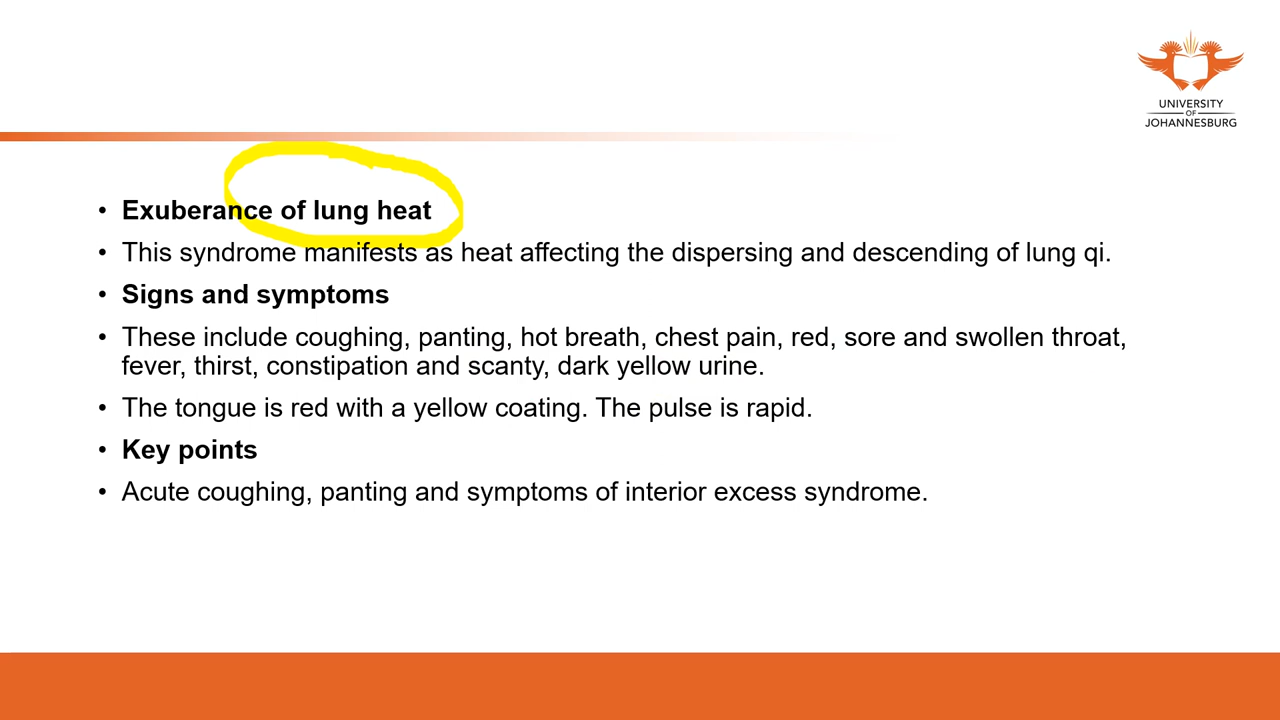 UNIVERSITY
OF
JOHANNESBURG
• Exuberance of lung heat
• This syndrome manifests as heat affecting the dispersing and descending of lung qi.
• Signs and symptoms
• These include coughing, panting, hot breath, chest pain, red, sore and swollen throat,
fever, thirst, constipation and scanty, dark yellow urine.
• The tongue is red with a yellow coating. The pulse is rapid.
• Key points
• Acute coughing, panting and symptoms of interior excess syndrome.